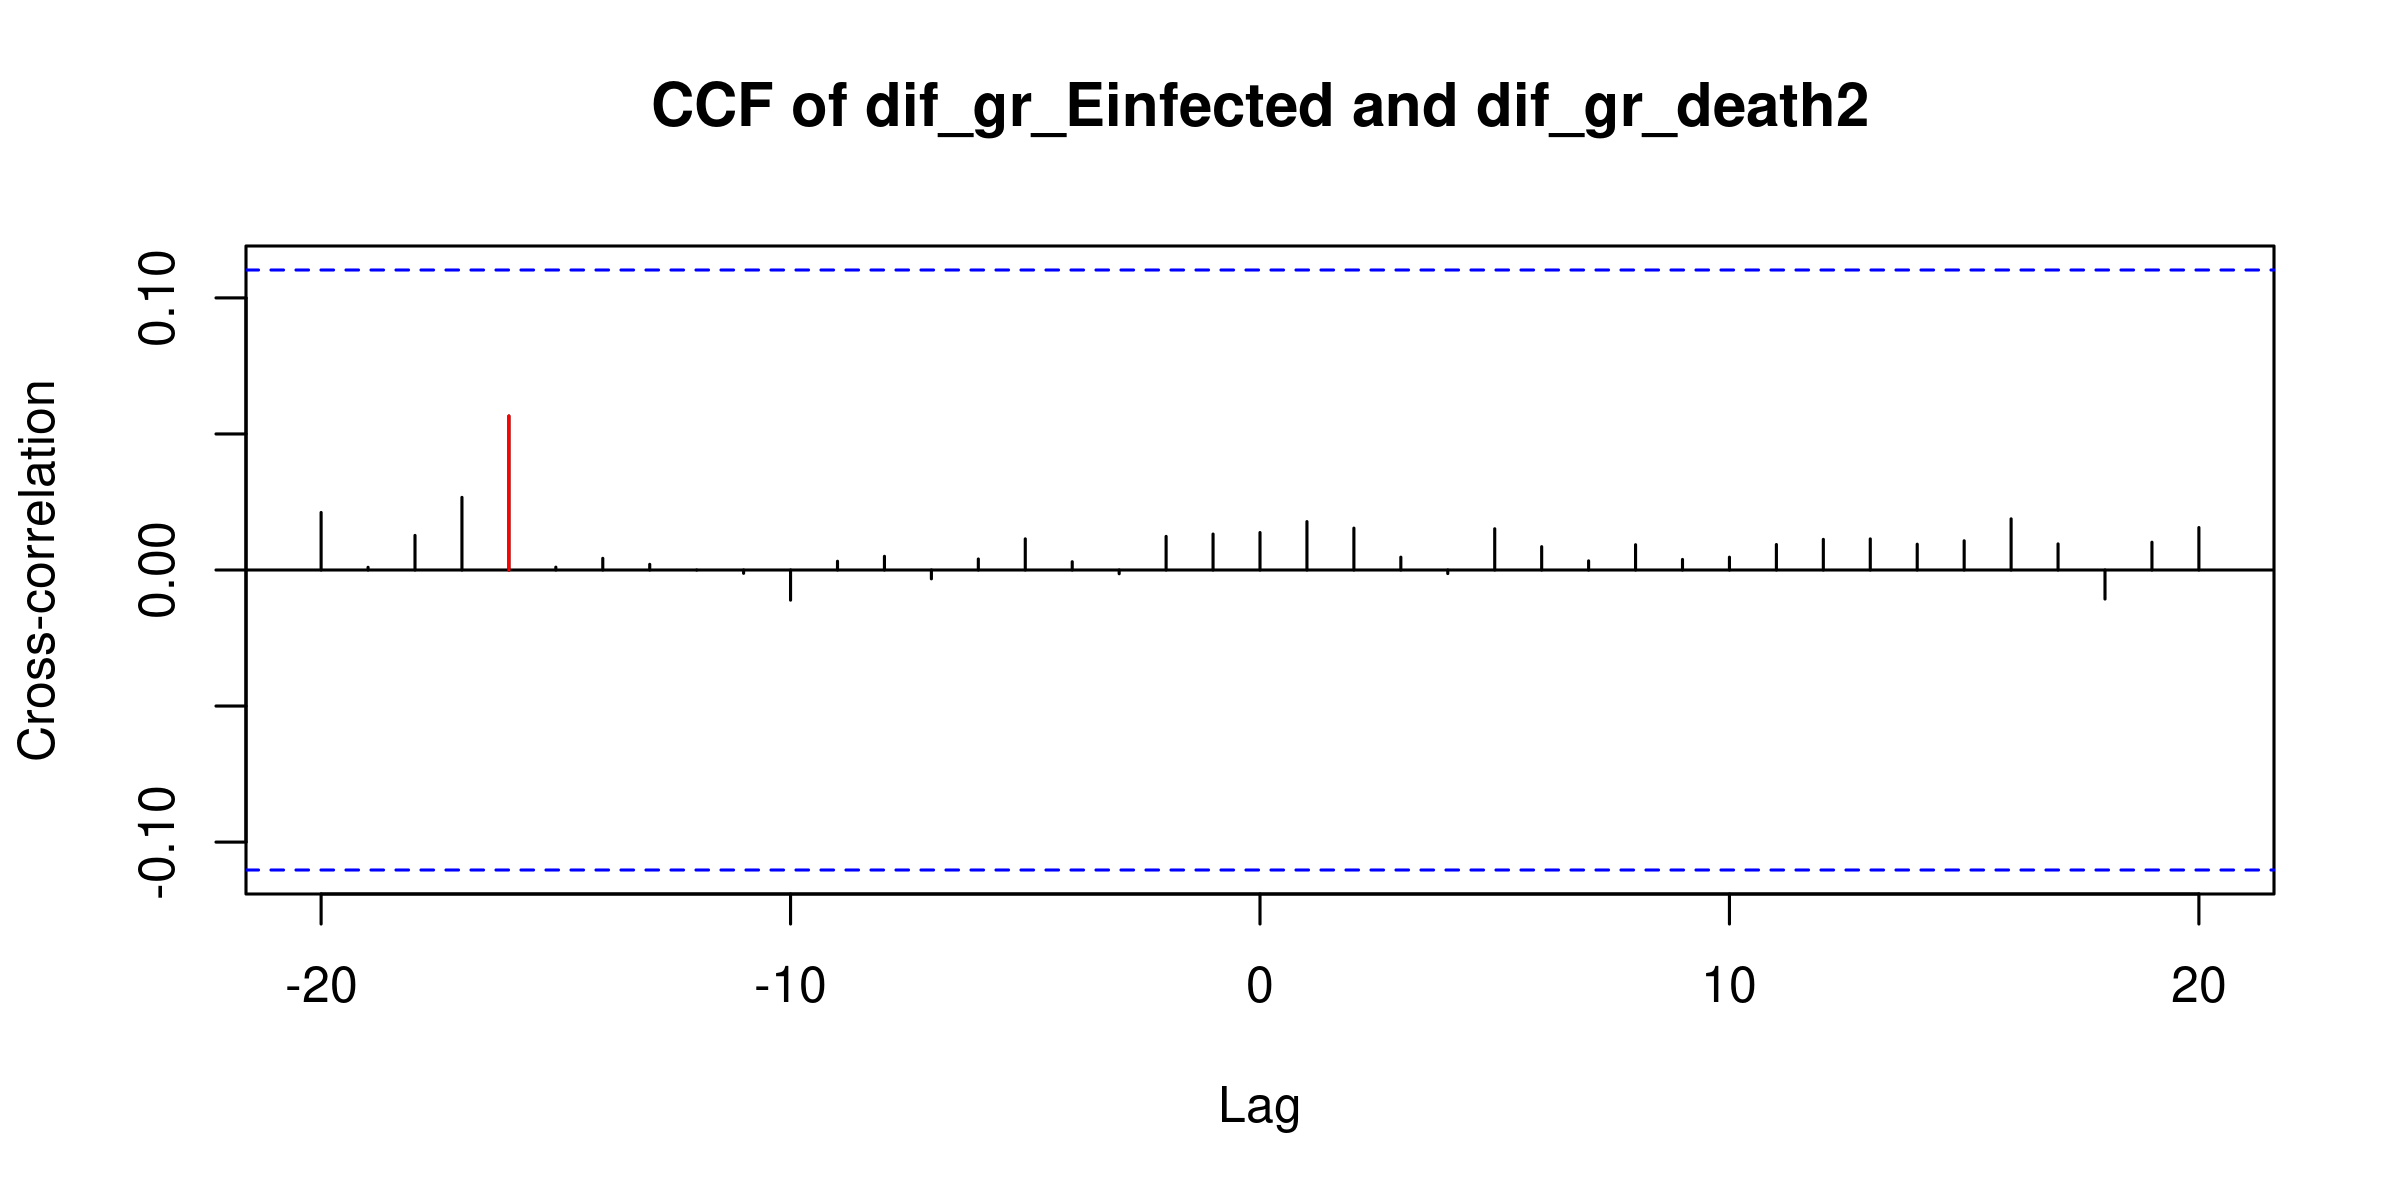 CCF of dif_gr_Einfected and dif_gr_death2
Cross-correlation
0.10
0.00
-0.10
-20 -10 0 10 20
Lag